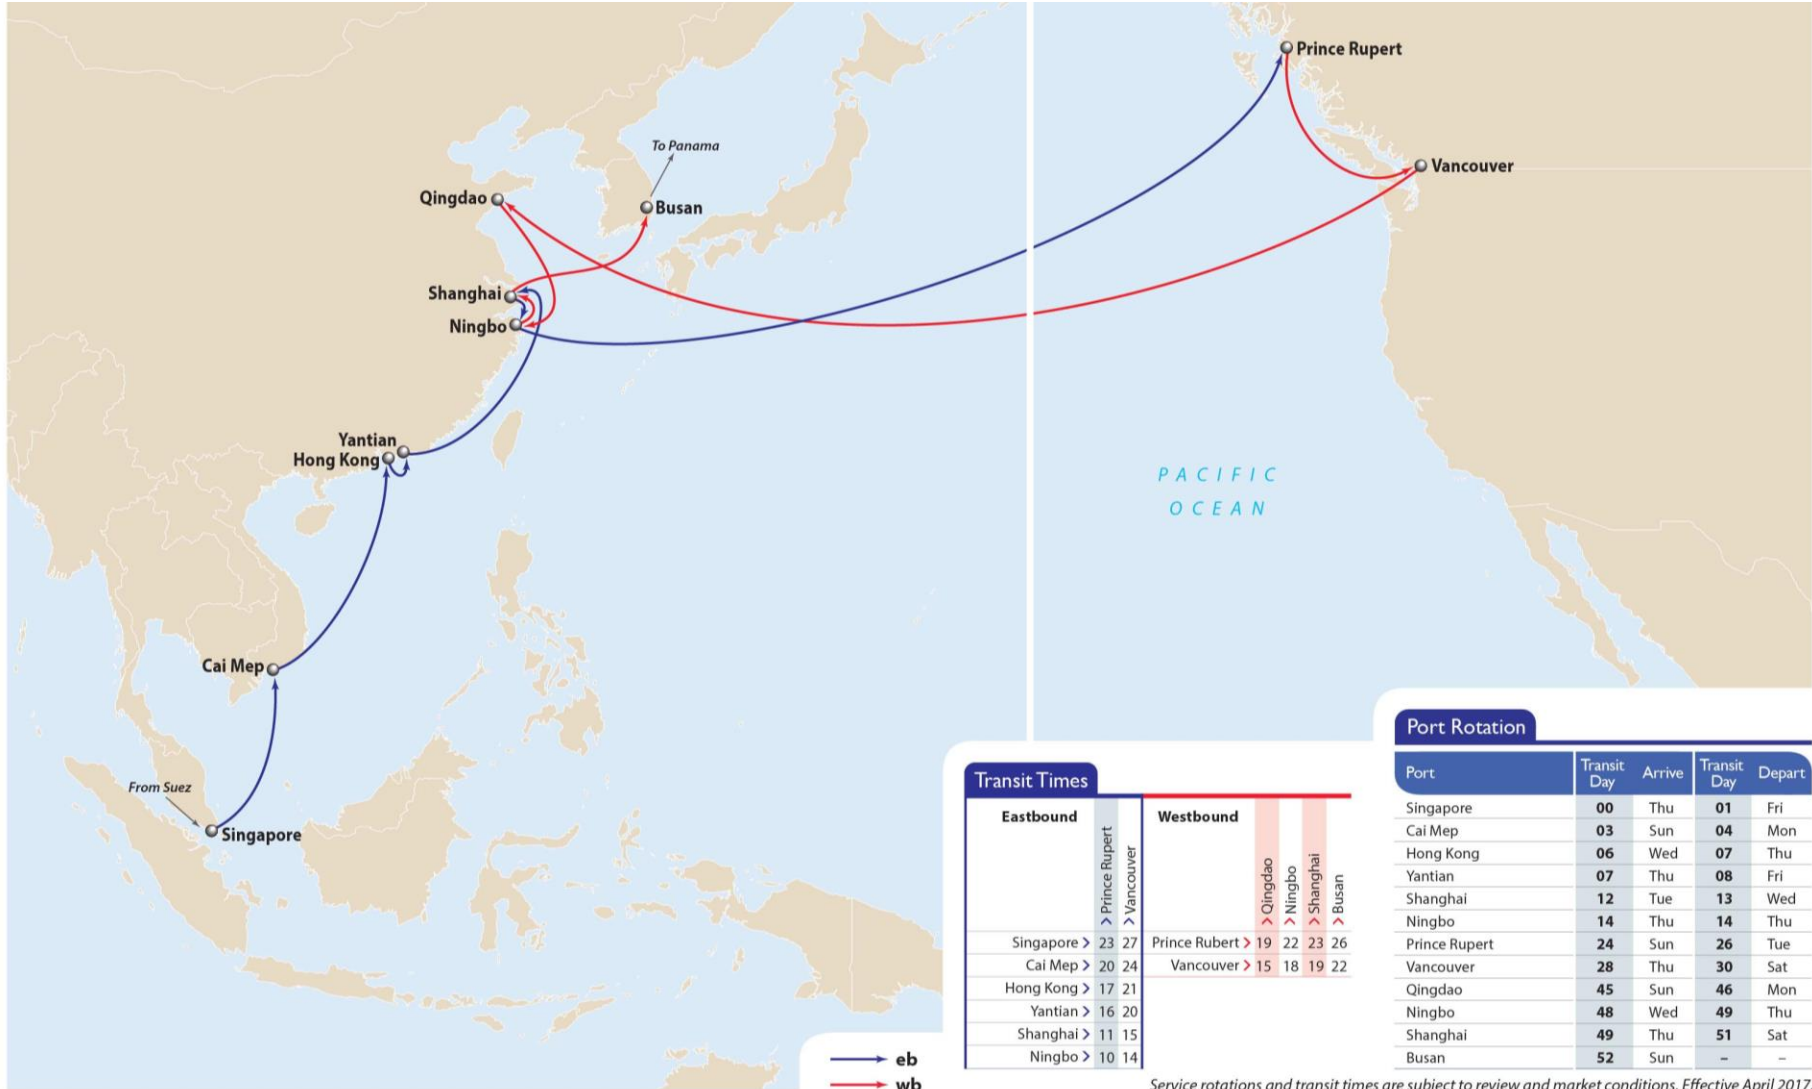 Prince Rupert
To Panama
Vancouver
Qingdao
Busan
Shanghai
Ningbo
Yantian
Hong Kong
PACIFIC
OCEAN
Cai Mep
From Suez
Singapore
eb
wb
Transit Times
Eastbound
> Prince Rupert
> Vancouver
Singapore > 23 27
Cai Mep > 20 24
Hong Kong > 17 21
Yantian > 16 20
Shanghai > 11 15
Ningbo > 10 14
Westbound
> Qingdao
> Ningbo
> Shanghai
> Busan
Prince Rubert > 19 22 23 26
Vancouver > 15 18 19 22
Port Rotation
Port Transit Day Arrive Transit Day Depart
Singapore 00 Thu 01 Fri
Cai Mep 03 Sun 04 Mon
Hong Kong 06 Wed 07 Thu
Yantian 07 Thu 08 Fri
Shanghai 12 Tue 13 Wed
Ningbo 14 Thu 14 Thu
Prince Rupert 24 Sun 26 Tue
Vancouver 28 Thu 30 Sat
Qingdao 45 Sun 46 Mon
Ningbo 48 Wed 49 Thu
Shanghai 49 Thu 51 Sat
Busan 52 Sun – –
Service rotations and transit times are subject to review and market conditions. Effective April 2017.